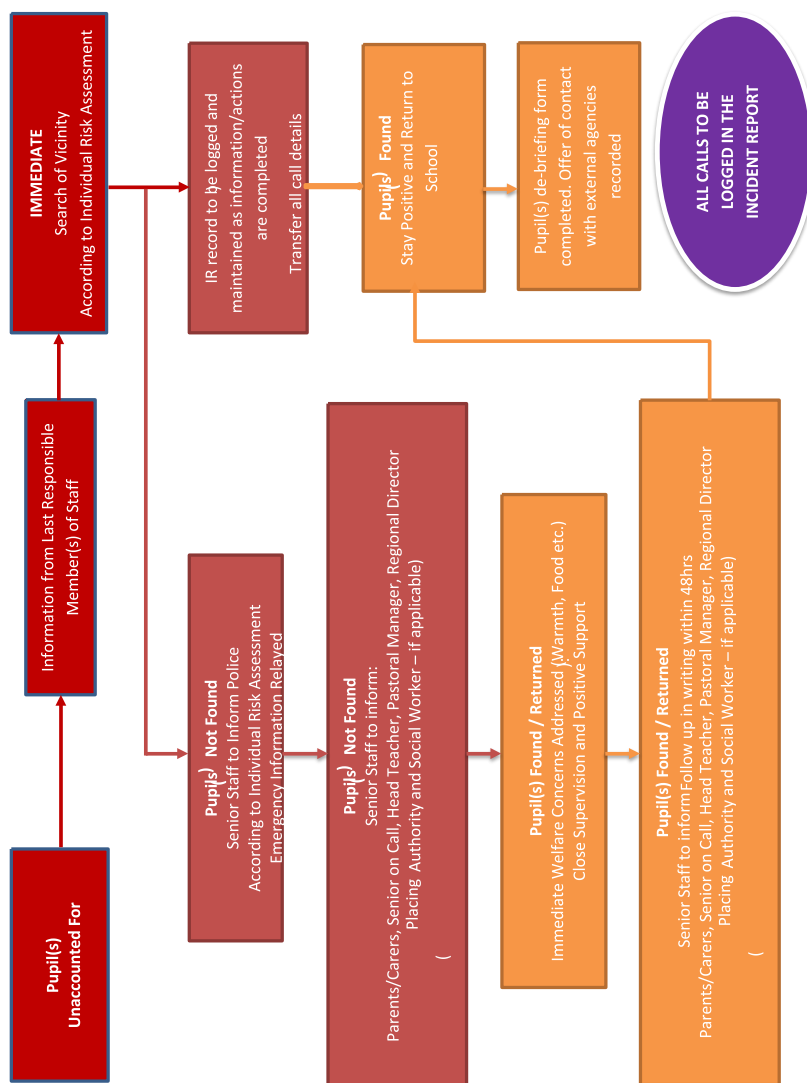 Pupil(s)
Unaccounted For
Information from Last Responsible
Member(s) of Staff
IMMEDIATE
Search of Vicinity
According to Individual Risk Assessment
Pupil(s) Not Found
Senior Staff to Inform Police
According to Individual Risk Assessment
Emergency Information Relayed
IR record to be logged and
maintained as information/actions
are completed
Transfer all call details
Pupil(s) Not Found
Senior Staff to inform:
Parents/Carers, Senior on Call, Head Teacher, Pastoral Manager, Regional Director
Placing Authority and Social Worker – if applicable)
(
Pupil(s) Found
Stay Positive and Return to
School
Pupil(s) Found / Returned
Immediate Welfare Concerns Addressed (Warmth, Food etc.)
Close Supervision and Positive Support
Pupil(s) de-briefing form
completed. Offer of contact
with external agencies
recorded
Pupil(s) Found / Returned
Senior Staff to inform Follow up in writing within 48hrs
Parents/Carers, Senior on Call, Head Teacher, Pastoral Manager, Regional Director
Placing Authority and Social Worker – if applicable)
(
ALL CALLS TO BE
LOGGED IN THE
INCIDENT REPORT